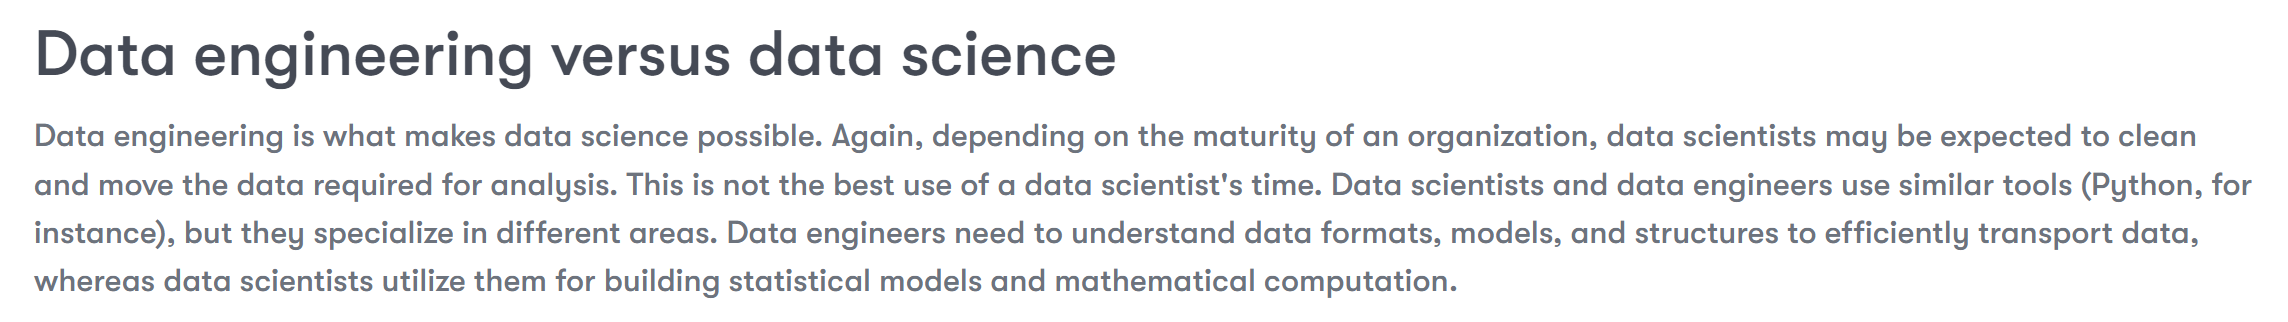 Data engineering versus data science
Data engineering is what makes data science possible. Again, depending on the maturity of an organization, data scientists may be expected to clean
and move the data required for analysis. This is not the best use of a data scientist's time. Data scientists and data engineers use similar tools (Python, for
instance), but they specialize in different areas. Data engineers need to understand data formats, models, and structures to efficiently transport data,
whereas data scientists utilize them for building statistical models and mathematical computation.